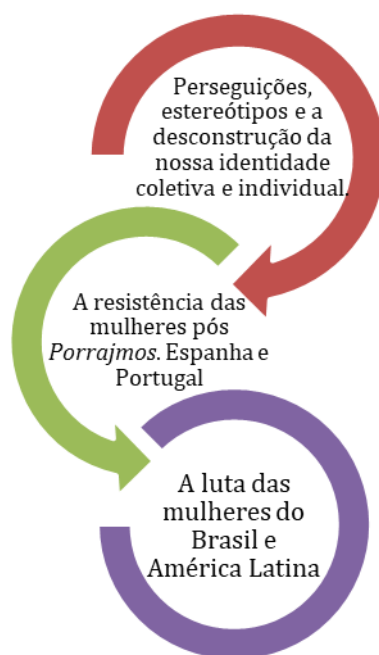 Perseguições,
estereótipos e a
desconstrução da
nossa identidade
coletiva e individual.
A resistência das
mulheres pós
Porrajmos. Espanha e
Portugal
A luta das
mulheres do
Brasil e
América Latina